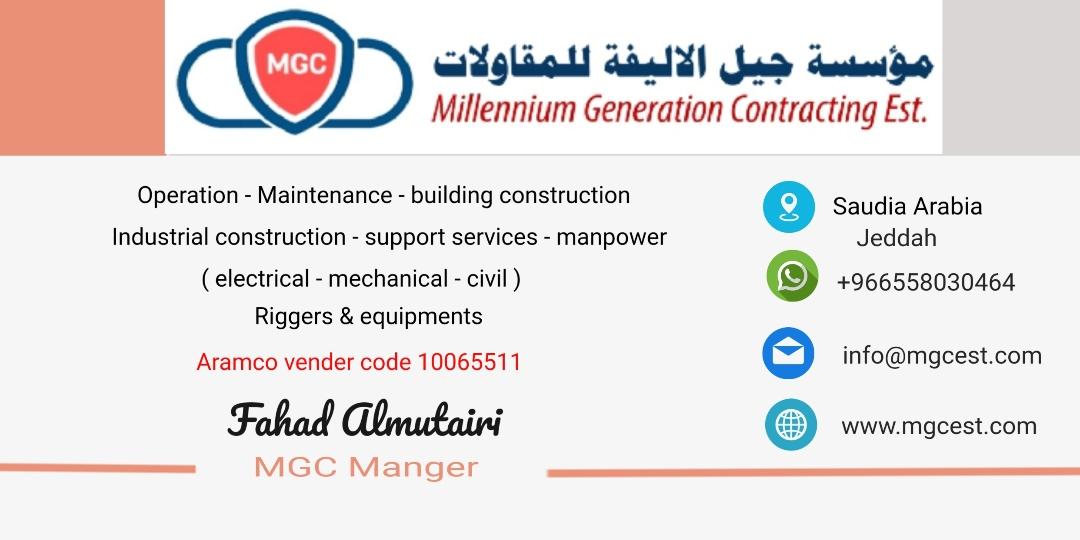 MGC
مؤسسة جيل الاليفة للمقاولات
Millennium Generation Contracting Est.
Operation - Maintenance - building construction
Industrial construction - support services - manpower
( electrical - mechanical - civil )
Riggers & equipments
Aramco vender code 10065511
Fahad Almutairi
MGC Manger
Saudia Arabia
Jeddah
+966558030464
info@mgcest.com
www.mgcest.com